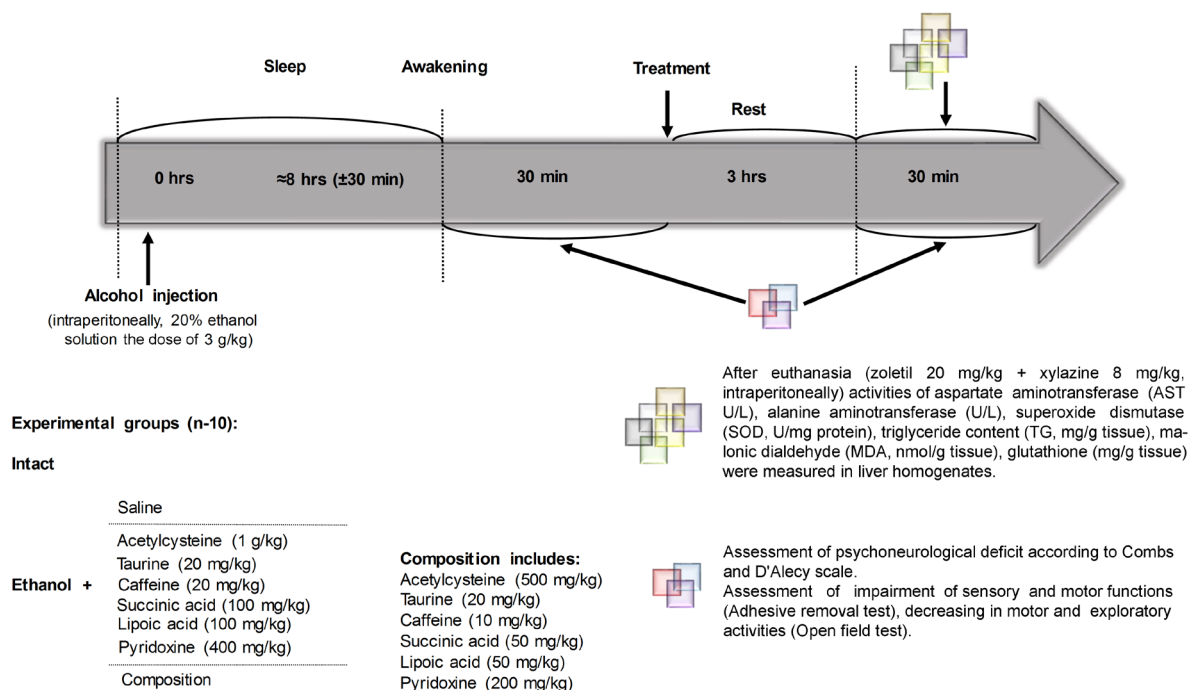 Sleep
Awakening
Treatment
Rest
0 hrs
≈8 hrs (±30 min)
30 min
3 hrs
30 min
Alcohol injection
(intraperitoneally, 20% ethanol
solution the dose of 3 g/kg)
After euthanasia (zoletil 20 mg/kg + xylazine 8 mg/kg,
intraperitoneally) activities of aspartate aminotransferase (AST
U/L), alanine aminotransferase (U/L), superoxide dismutase
(SOD, U/mg protein), triglyceride content (TG, mg/g tissue), ma-
lonic dialdehyde (MDA, nmol/g tissue), glutathione (mg/g tissue)
were measured in liver homogenates.
Experimental groups (n-10):
Intact
Ethanol +
Saline
Acetylcysteine (1 g/kg)
Taurine (20 mg/kg)
Caffeine (20 mg/kg)
Succinic acid (100 mg/kg)
Lipoic acid (100 mg/kg)
Pyridoxine (400 mg/kg)
Composition
Composition includes:
Acetylcysteine (500 mg/kg)
Taurine (20 mg/kg)
Caffeine (10 mg/kg)
Succinic acid (50 mg/kg)
Lipoic acid (50 mg/kg)
Pyridoxine (200 mg/kg)
Assessment of psychoneurological deficit according to Combs
and D'Alecy scale.
Assessment of impairment of sensory and motor functions
(Adhesive removal test), decreasing in motor and exploratory
activities (Open field test).